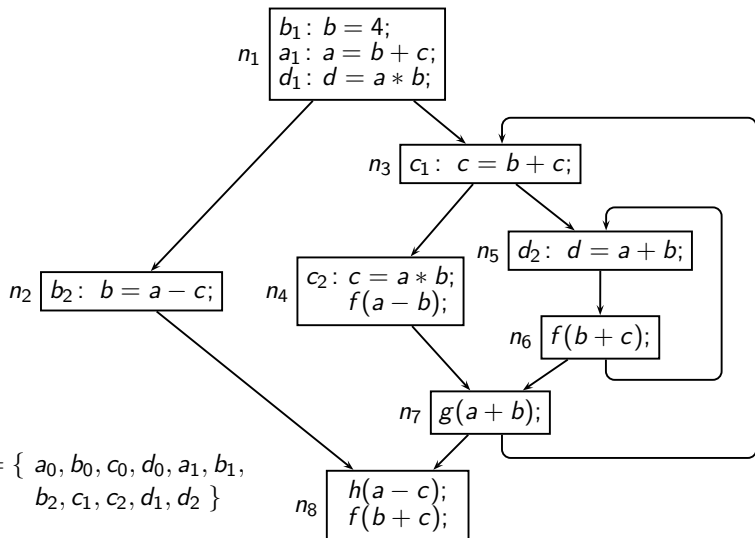 n₁
b₁: b = 4;
a₁: a = b + c;
d₁: d = a * b;
n₃
c₁: c = b + c;
n₅
d₂: d = a + b;
n₂
b₂: b = a − c;
n₄
c₂: c = a * b;
f(a − b);
n₆
f(b + c);
n₇
g(a + b);
= { a₀, b₀, c₀, d₀, a₁, b₁,
b₂, c₁, c₂, d₁, d₂ }
n₈
h(a − c);
f(b + c);